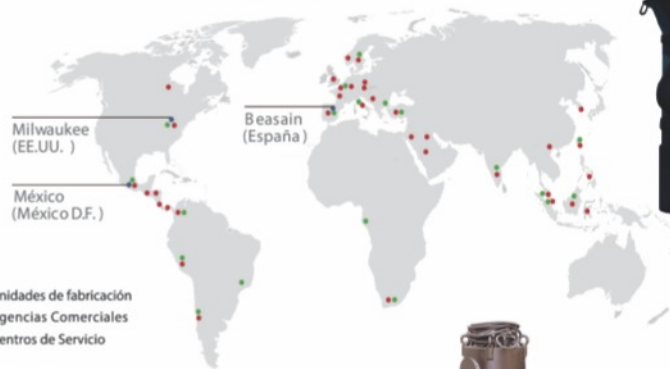 Milwaukee
(EE.UU. )
Beasain
(España)
México
(México D.F.)
nidades de fabricación
gencias Comerciales
entros de Servicio